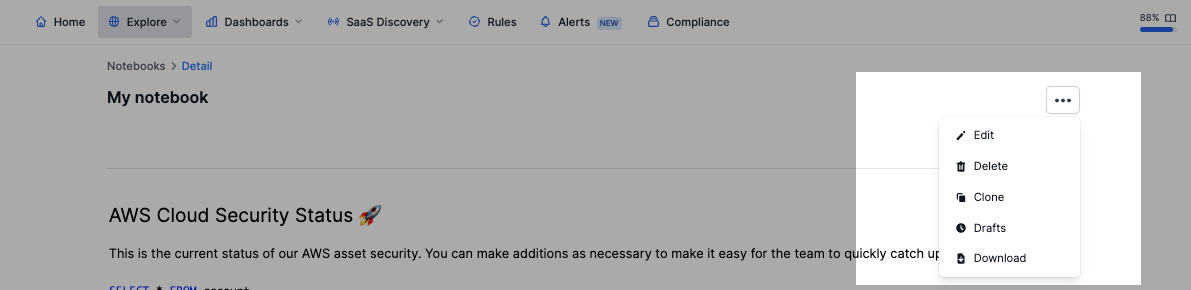 Home Explore Dashboards SaaS Discovery Rules Alerts NEW Compliance 88%
Notebooks > Detail
My notebook
Edit
Delete
Clone
Drafts
Download
AWS Cloud Security Status 🚀
This is the current status of our AWS asset security. You can make additions as necessary to make it easy for the team to quickly catch up
SELECT * FROM account